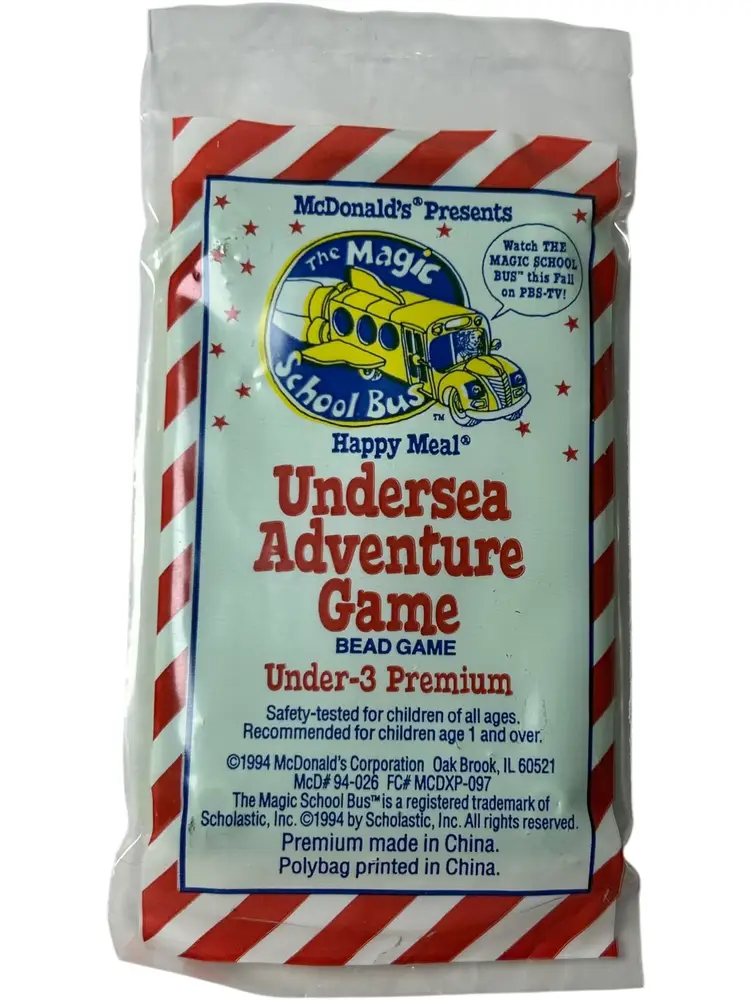 McDonald's® Presents
The Magic
School Bus™
Watch THE
MAGIC SCHOOL
BUS™ this Fall
on PBS-TV!
Happy Meal®
Undersea
Adventure
Game
BEAD GAME
Under-3 Premium
Safety-tested for children of all ages.
Recommended for children age 1 and over.
©1994 McDonald's Corporation Oak Brook, IL 60521
McD# 94-026 FC# MCDXP-097
The Magic School Bus™ is a registered trademark of
Scholastic, Inc. ©1994 by Scholastic, Inc. All rights reserved.
Premium made in China.
Polybag printed in China.